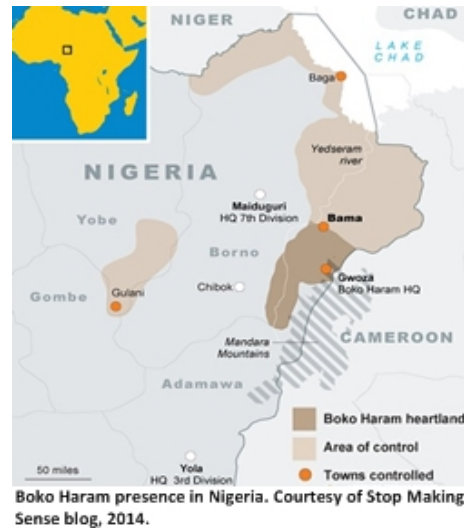 NIGER
CHAD
LAKE
CHAD
Baga
Yedseram
river
NIGERIA
Maiduguri
HQ 7th Division
Bama
Yobe
Borno
Gwoza
Boko Haram HQ
Chibok
Gulani
Gombe
CAMEROON
Mandara
Mountains
Adamawa
Boko Haram heartland
Area of control
Towns controlled
50 miles
Yola
HQ 3rd Division
Boko Haram presence in Nigeria. Courtesy of Stop Making
Sense blog, 2014.